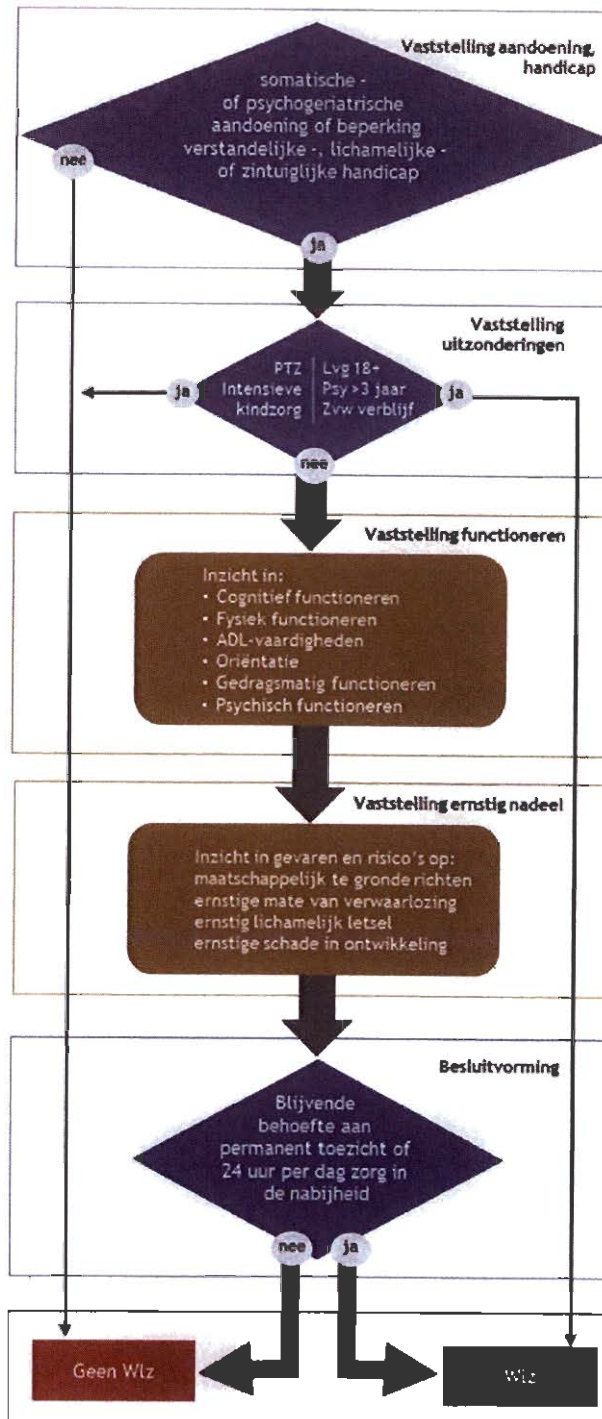 Vaststelling aandoening,
handicap
somatische -
of psychogeriatrische
aandoening of beperking
verstandelijke -, lichamelijke -
of zintuiglijke handicap
nee
ja
Vaststelling
uitzonderingen
PTZ
Intensieve
kindzorg
Lvg 18+
Psy >3 jaar
Zvw verblijf
ja
ja
nee
Vaststelling functioneren
Inzicht in:
• Cognitief functioneren
• Fysiek functioneren
• ADL-vaardigheden
• Oriëntatie
• Gedragsmatig functioneren
• Psychisch functioneren
Vaststelling ernstig nadeel
Inzicht in gevaren en risico's op:
maatschappelijk te gronde richten
ernstige mate van verwaarlozing
ernstig lichamelijk letsel
ernstige schade in ontwikkeling
Besluitvorming
Blijvende
behoefte aan
permanent toezicht of
24 uur per dag zorg in
de nabijheid
nee
ja
Geen Wlz
Wlz